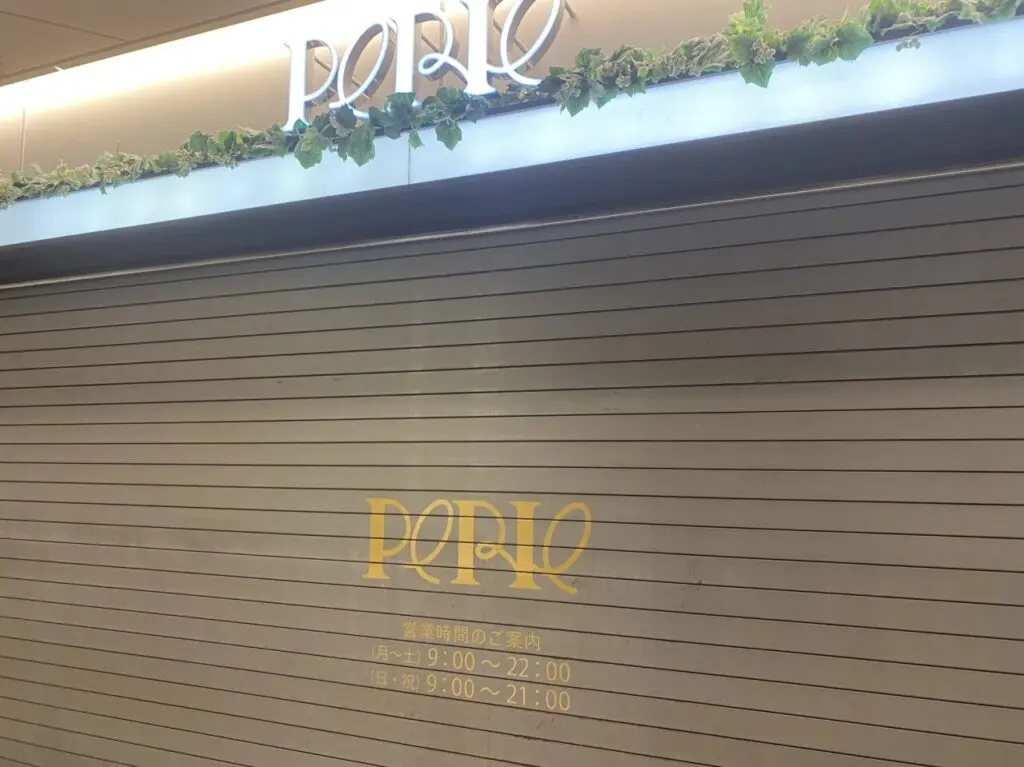 PeRIe
PeRIe
営業時間のご案内
(月～土) 9:00～22:00
(日・祝) 9:00～21:00